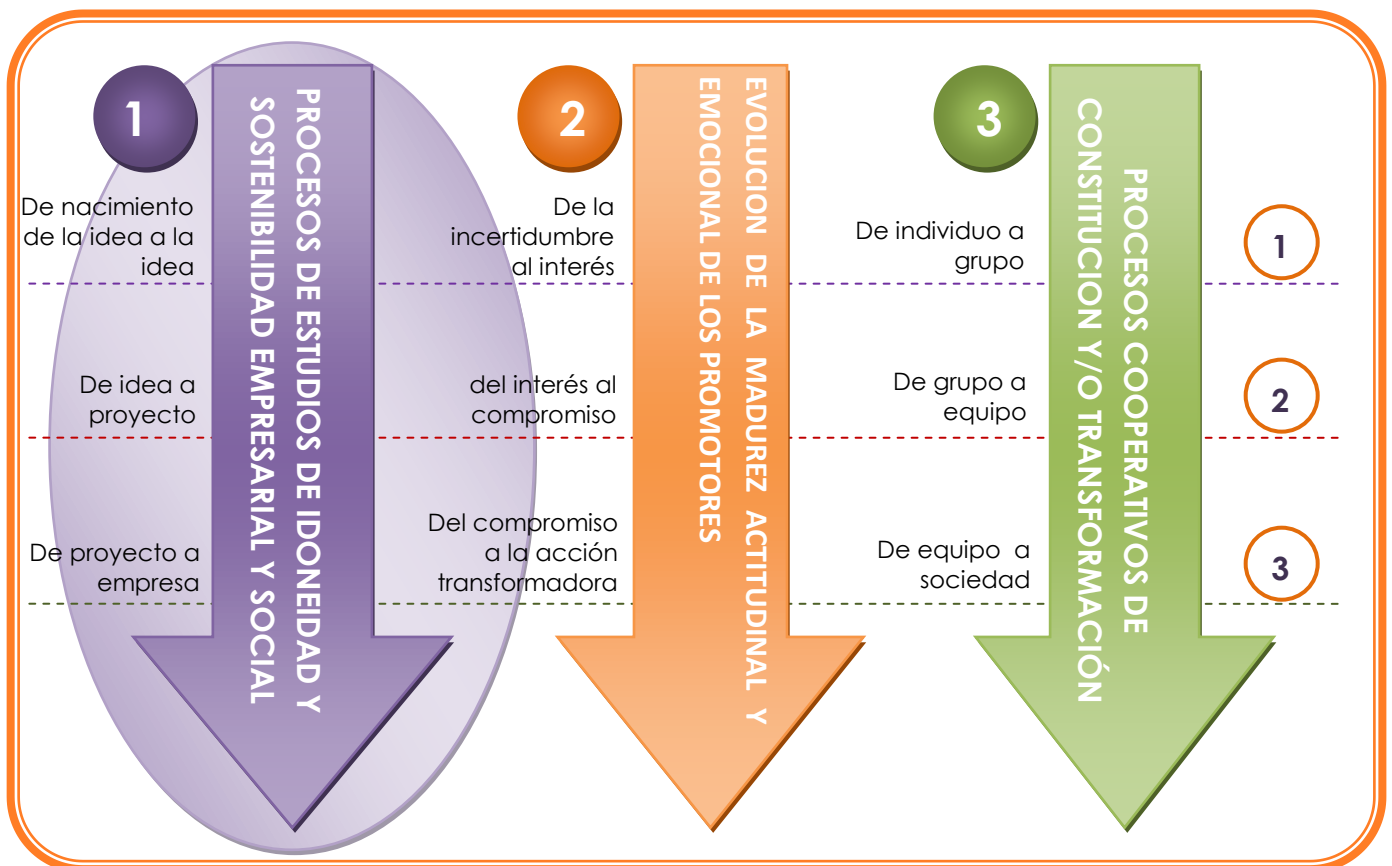 1
PROCESOS DE ESTUDIOS DE IDONEIDAD Y
SOSTENIBILIDAD EMPRESARIAL Y SOCIAL
De nacimiento
de la idea a la
idea
De idea a
proyecto
De proyecto a
empresa
2
EVOLUCION DE LA MADUREZ ACTITUDINAL Y
EMOCIONAL DE LOS PROMOTORES
De la
incertidumbre
al interés
del interés al
compromiso
Del compromiso
a la acción
transformadora
3
PROCESOS COOPERATIVOS DE
CONSTITUCION Y/O TRANSFORMACIÓN
De individuo a
grupo
De grupo a
equipo
De equipo a
sociedad
1
2
3